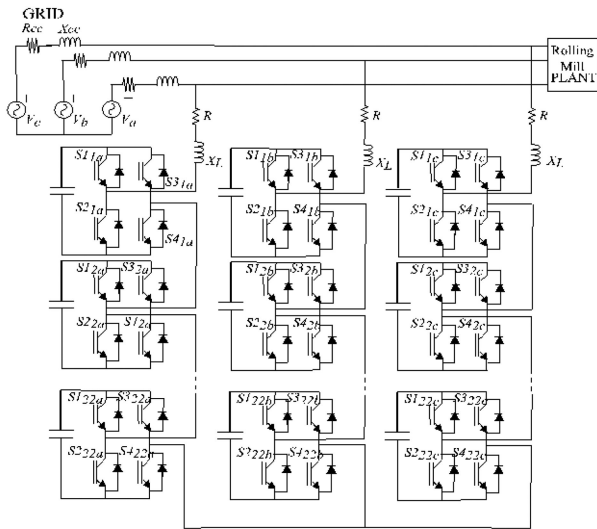 GRID
Rcc Xcc
Rolling
Mill
PLANT
Vc Vb Va
R R R
XL XL XL
S11a S31a S11b S31b S11c S31c
S21a S41a S21b S41b S21c S41c
S12a S32a S12b S32b S12c S32c
S22a S12a S22b S42b S22c S42c
S122a S322a S122b S322b S122c S322c
S222a S422a S222b S422b S222c S422c